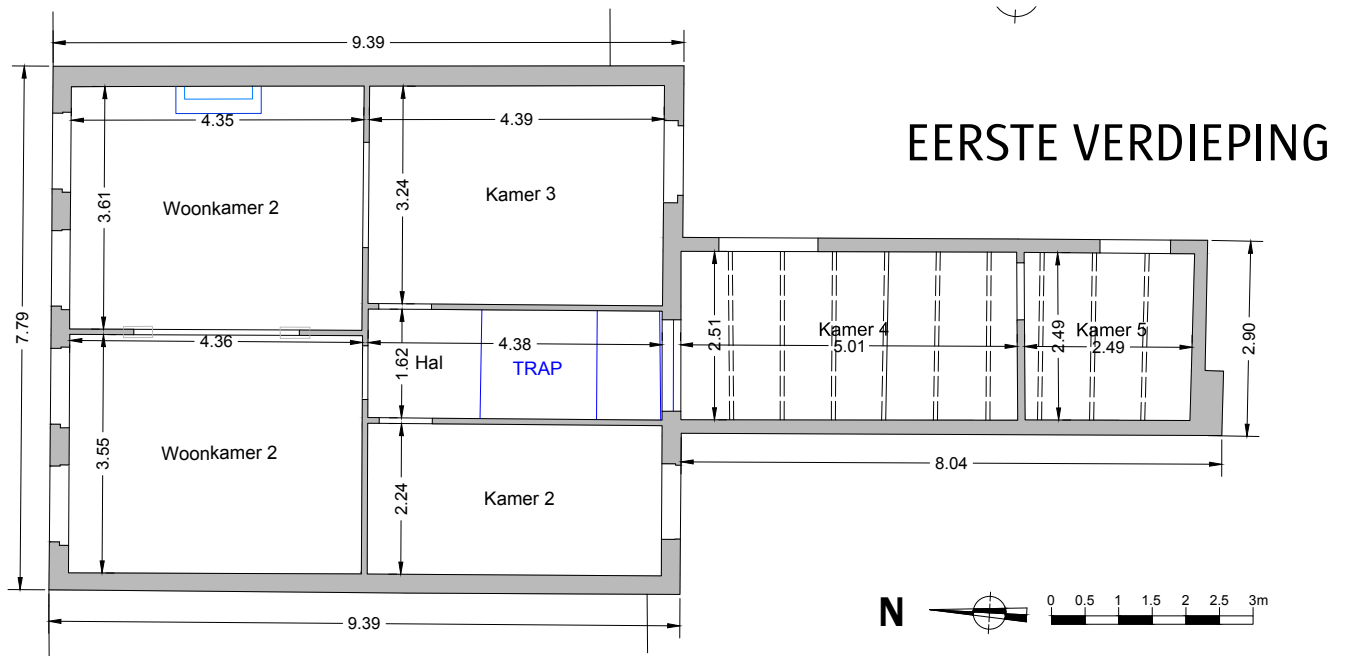 9.39
EERSTE VERDIEPING
4.35
4.39
3.61
Woonkamer 2
3.24
Kamer 3
7.79
4.36
1.62
Hal
4.38
TRAP
2.51
Kamer 4
5.01
2.49
Kamer 5
2.49
2.90
3.55
Woonkamer 2
2.24
Kamer 2
8.04
9.39
N
0 0.5 1 1.5 2 2.5 3m